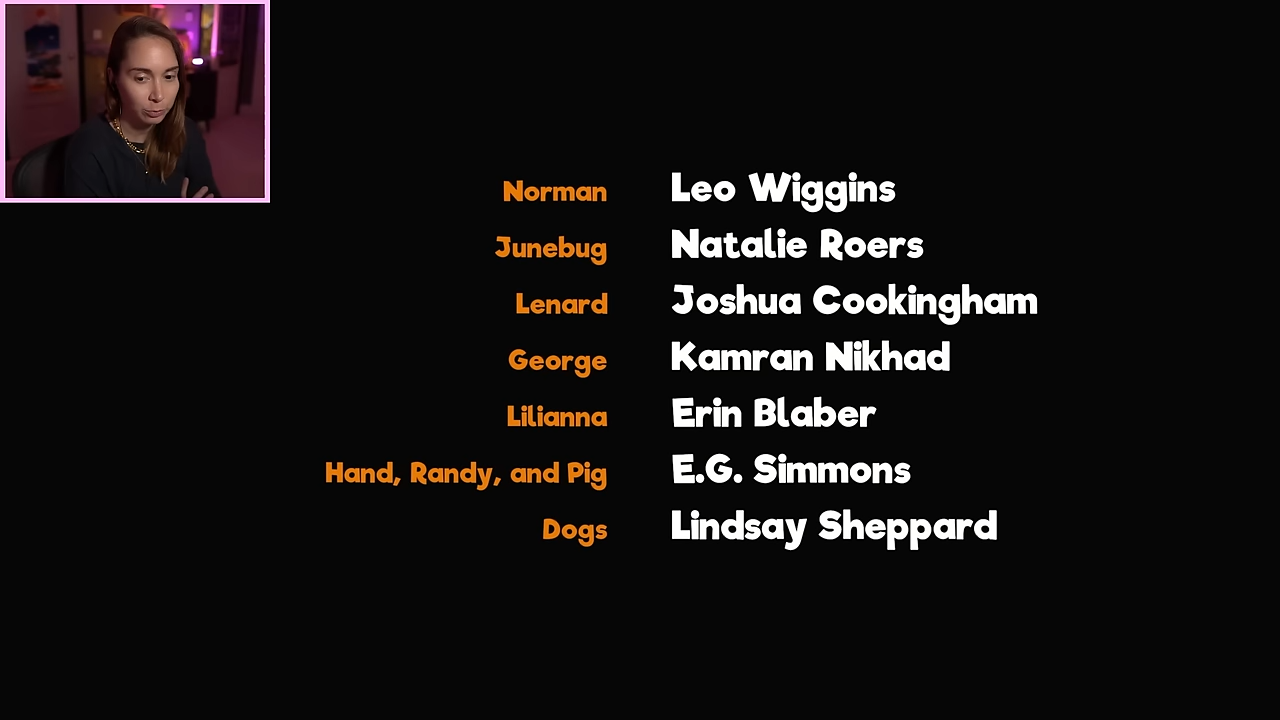 Norman Leo Wiggins
Junebug Natalie Roers
Lenard Joshua Cookingham
George Kamran Nikhad
Lilianna Erin Blaber
Hand, Randy, and Pig E.G. Simmons
Dogs Lindsay Sheppard